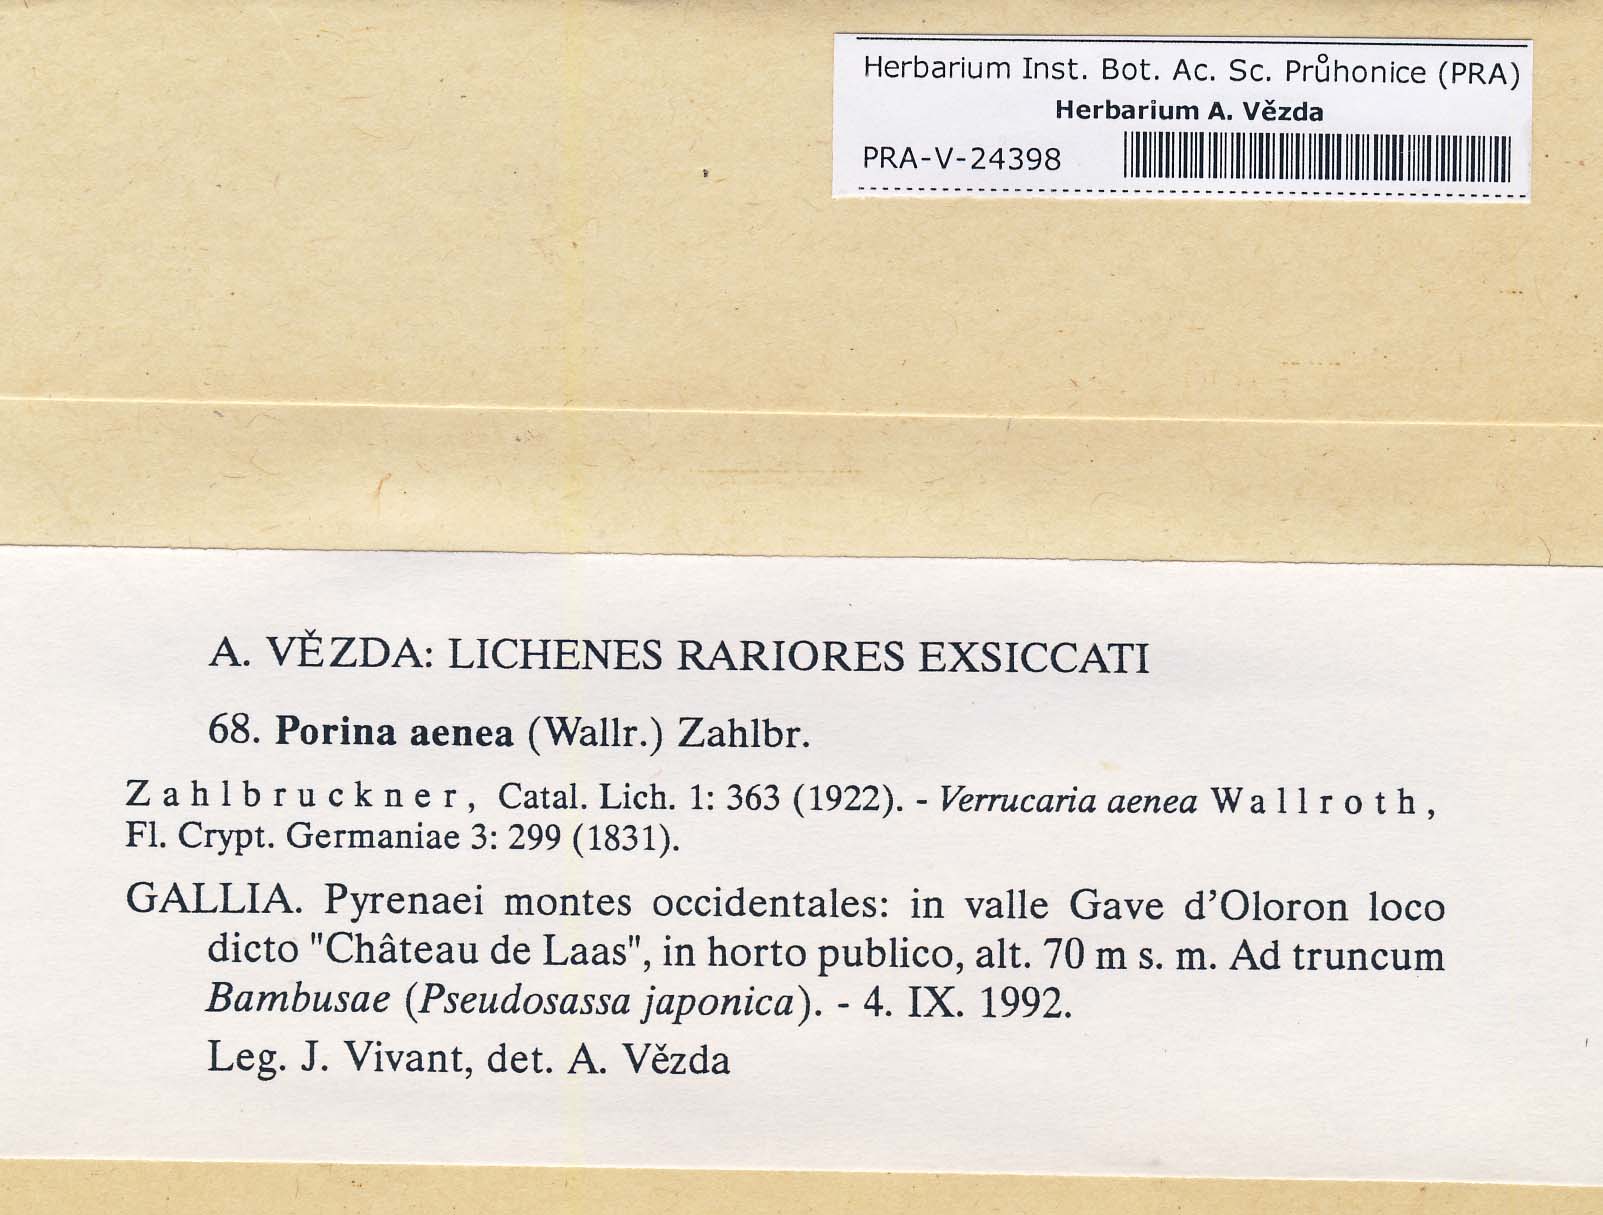 Herbarium Inst. Bot. Ac. Sc. Průhonice (PRA)
Herbarium A. Vězda
PRA-V-24398
A. VĚZDA: LICHENES RARIORES EXSICCATI
68. Porina aenea (Wallr.) Zahlbr.
Zahlbruckner, Catal. Lich. 1: 363 (1922). - Verrucaria aenea Wallroth,
Fl. Crypt. Germaniae 3: 299 (1831).
GALLIA. Pyrenaei montes occidentales: in valle Gave d'Oloron loco
dicto "Château de Laas", in horto publico, alt. 70 m s. m. Ad truncum
Bambusae (Pseudosassa japonica). - 4. IX. 1992.
Leg. J. Vivant, det. A. Vězda